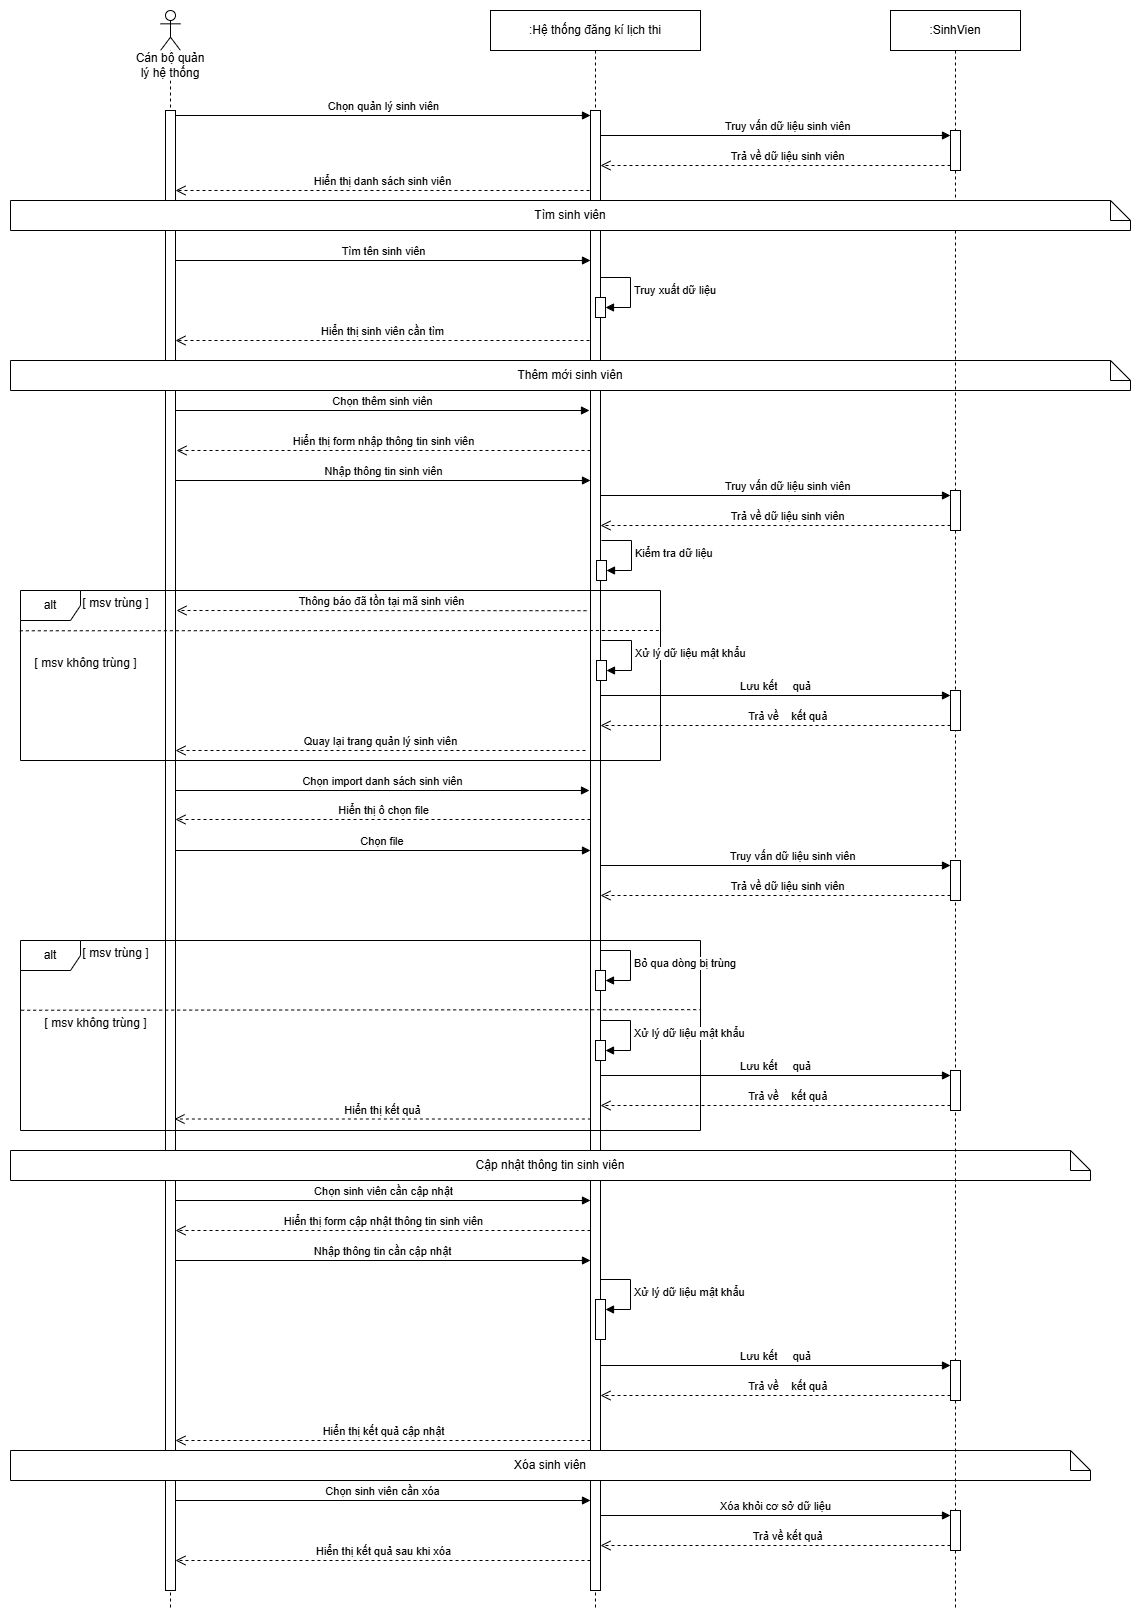 Cán bộ quản
lý hệ thống
:Hệ thống đăng kí lịch thi
:SinhVien
Chọn quản lý sinh viên
Truy vấn dữ liệu sinh viên
Trả về dữ liệu sinh viên
Hiển thị danh sách sinh viên
Tìm sinh viên
Tìm tên sinh viên
Truy xuất dữ liệu
Hiển thị sinh viên cần tìm
Thêm mới sinh viên
Chọn thêm sinh viên
Hiển thị form nhập thông tin sinh viên
Nhập thông tin sinh viên
Truy vấn dữ liệu sinh viên
Trả về dữ liệu sinh viên
Kiểm tra dữ liệu
alt
[ msv trùng ]
Thông báo đã tồn tại mã sinh viên
[ msv không trùng ]
Xử lý dữ liệu mật khẩu
Lưu kết quả
Trả về kết quả
Quay lại trang quản lý sinh viên
Chọn import danh sách sinh viên
Hiển thị ô chọn file
Chọn file
Truy vấn dữ liệu sinh viên
Trả về dữ liệu sinh viên
alt
[ msv trùng ]
Bỏ qua dòng bị trùng
[ msv không trùng ]
Xử lý dữ liệu mật khẩu
Lưu kết quả
Trả về kết quả
Hiển thị kết quả
Cập nhật thông tin sinh viên
Chọn sinh viên cần cập nhật
Hiển thị form cập nhật thông tin sinh viên
Nhập thông tin cần cập nhật
Xử lý dữ liệu mật khẩu
Lưu kết quả
Trả về kết quả
Hiển thị kết quả cập nhật
Xóa sinh viên
Chọn sinh viên cần xóa
Xóa khỏi cơ sở dữ liệu
Trả về kết quả
Hiển thị kết quả sau khi xóa